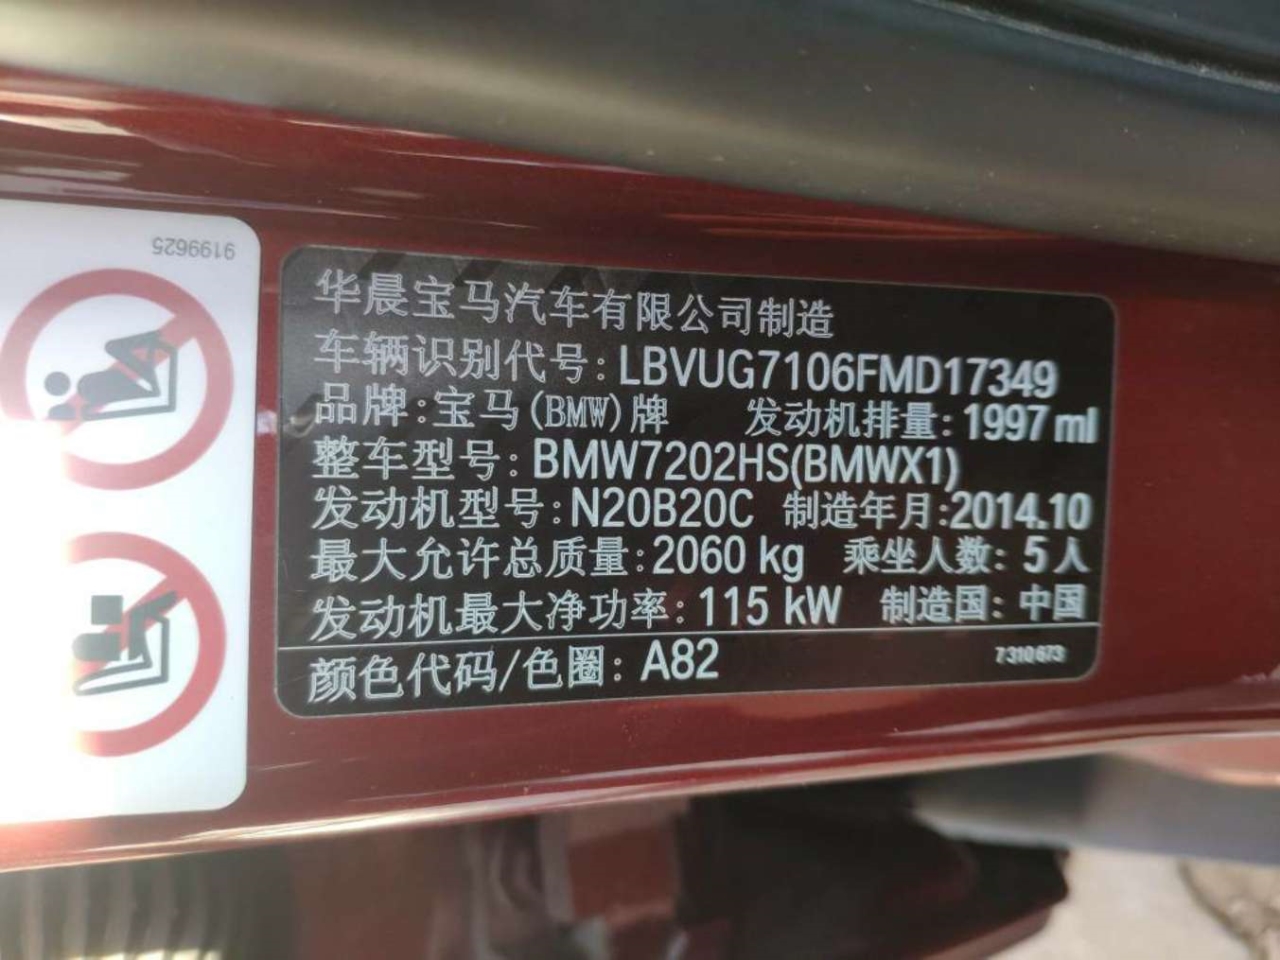 9199625
华晨宝马汽车有限公司制造
车辆识别代号:LBVUG7106FMD17349
品牌:宝马(BMW)牌 发动机排量:1997 ml
整车型号:BMW7202HS(BMWX1)
发动机型号:N20B20C 制造年月:2014.10
最大允许总质量:2060 kg 乘坐人数:5人
发动机最大净功率:115 kW 制造国:中国
颜色代码/色圈:A82 7310673